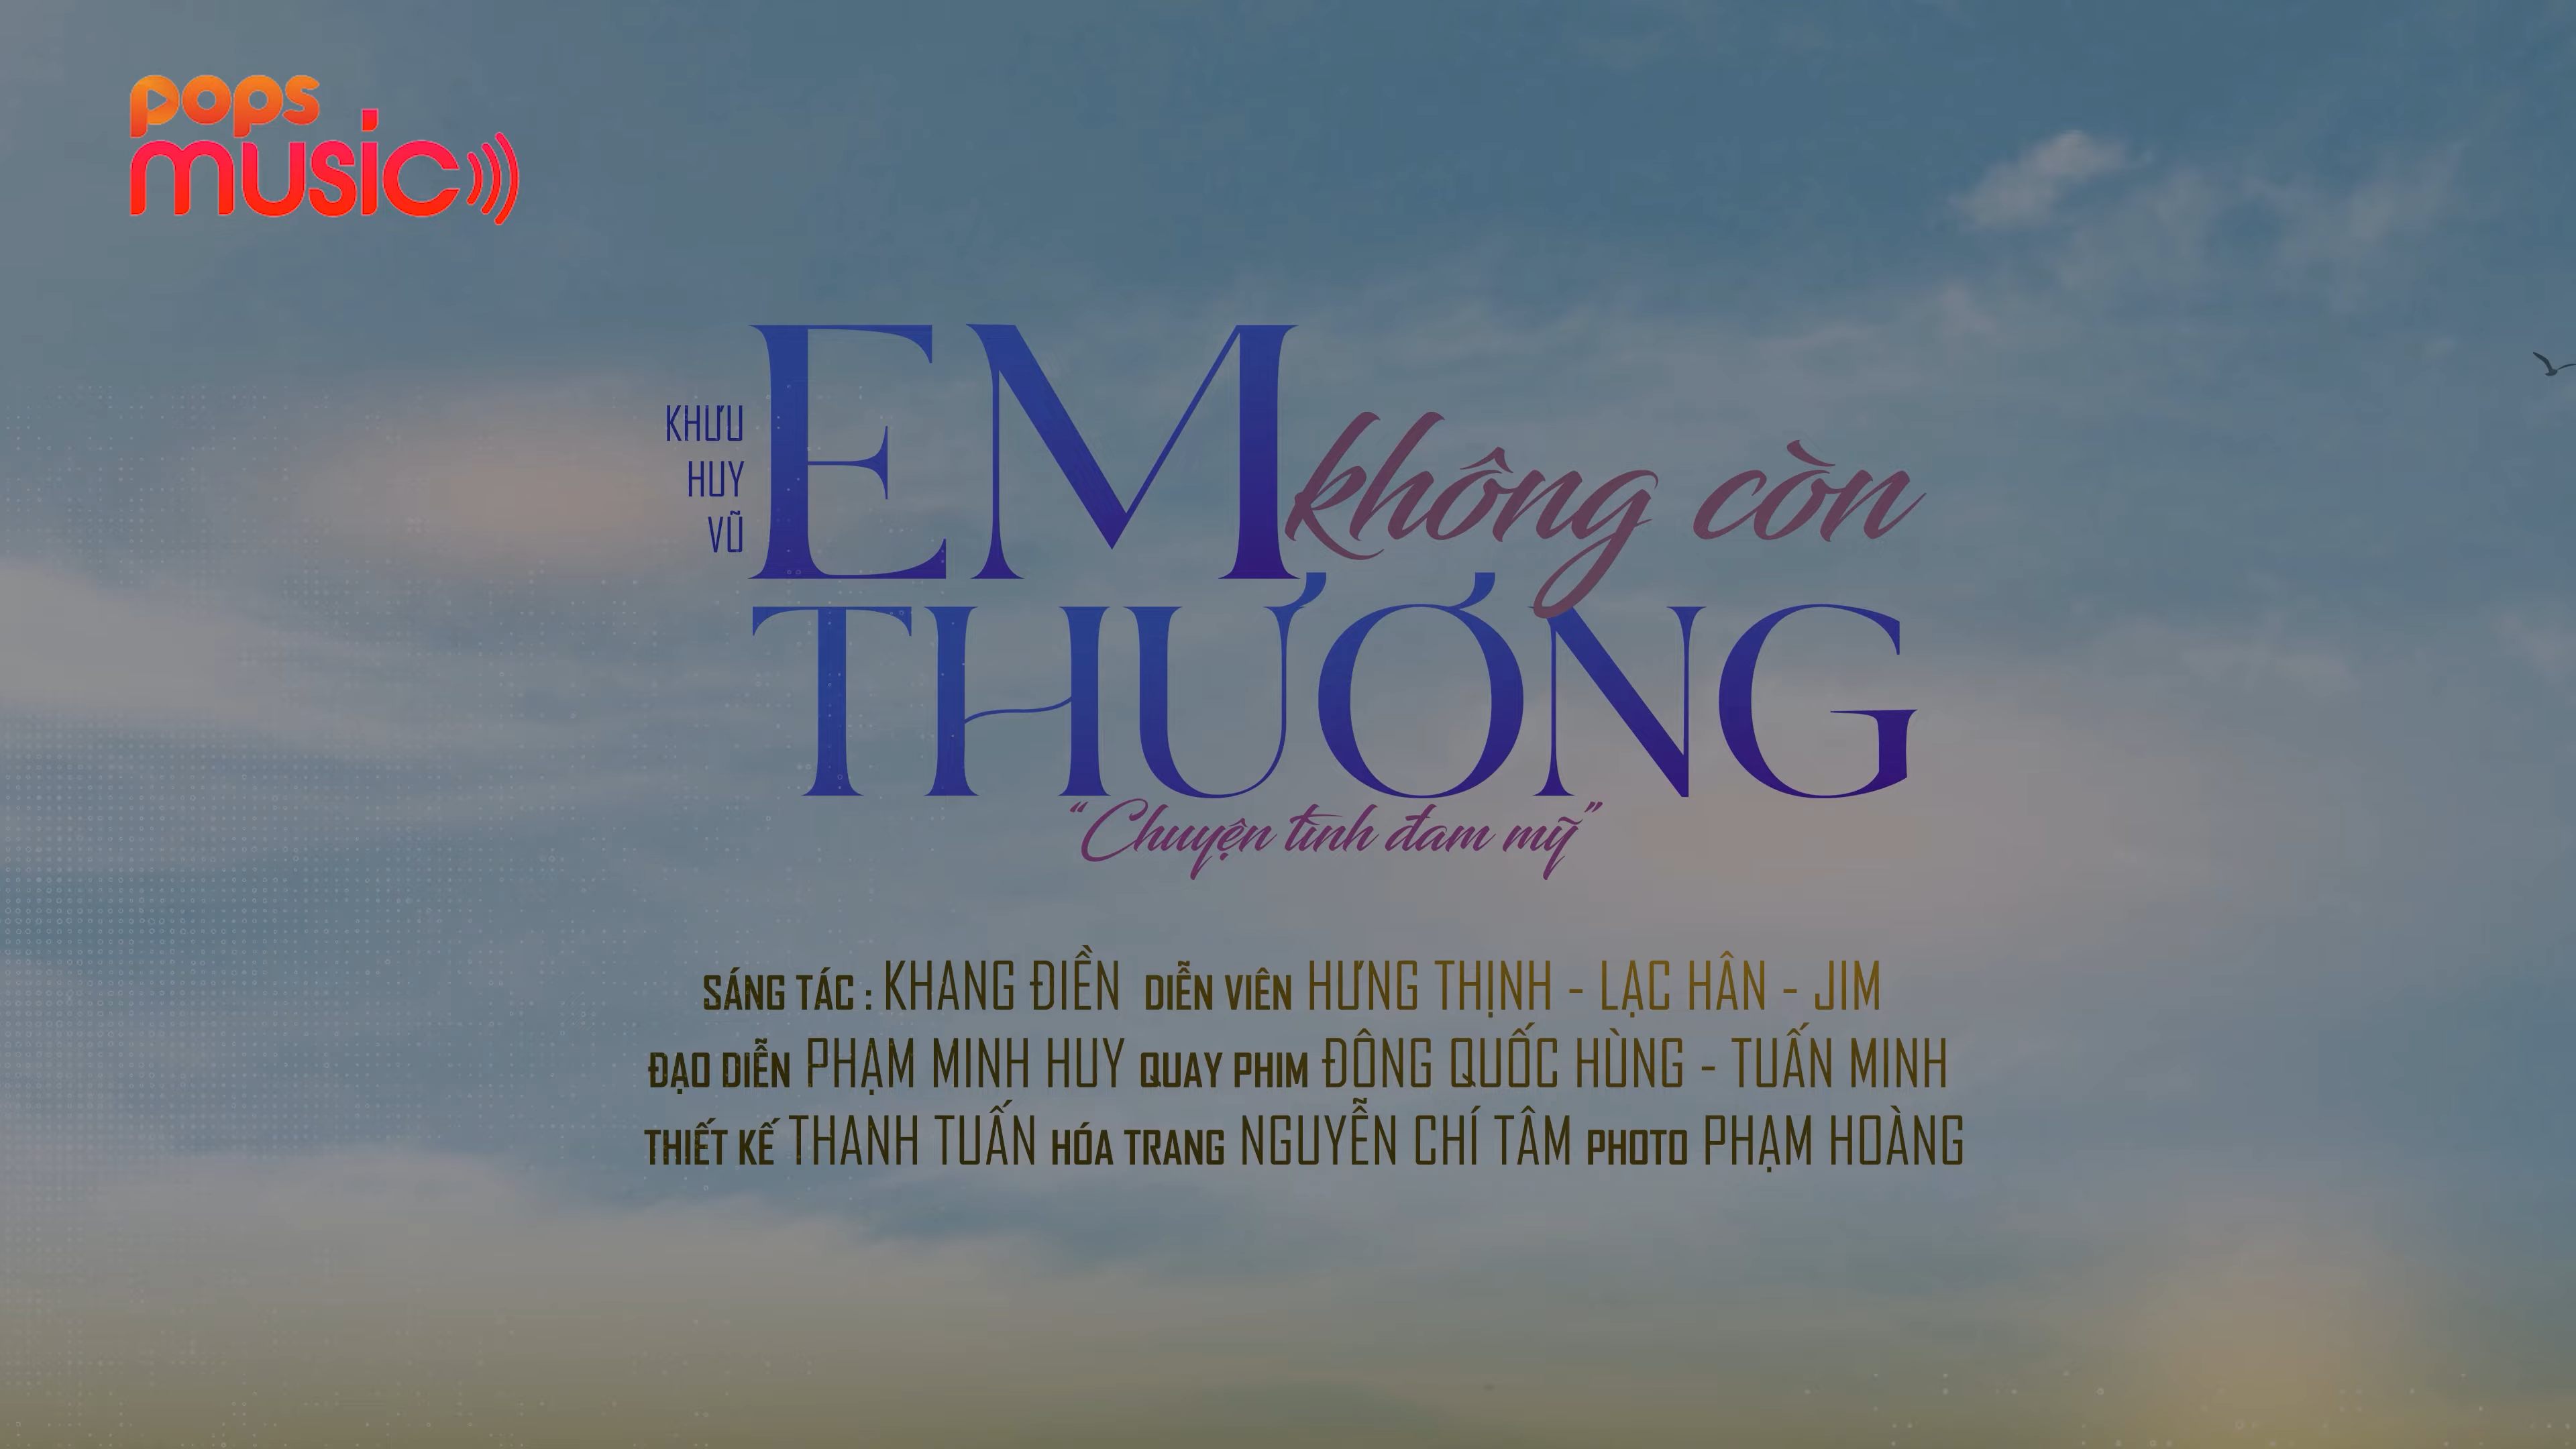 pops
music
KHƯU
HUY
VŨ
EM không còn
THƯƠNG
“Chuyện tình đam mỹ”
SÁNG TÁC : KHANG ĐIỀN DIỄN VIÊN HƯNG THỊNH - LẠC HÂN - JIM
ĐẠO DIỄN PHẠM MINH HUY QUAY PHIM ĐÔNG QUỐC HÙNG - TUẤN MINH
THIẾT KẾ THANH TUẤN HÓA TRANG NGUYỄN CHÍ TÂM PHOTO PHẠM HOÀNG